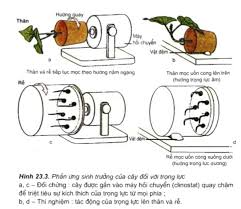 Thân
Hướng quay
Máy
hồi chuyển
Vật đệm
a
b
Thân và rễ tiếp tục mọc theo hướng nằm ngang
Thân mọc uốn cong lên trên
(hướng trọng lực âm)
Rễ
Vật đệm
c
d
Rễ mọc uốn cong xuống dưới
(hướng trọng lực dương)
Hình 23.3. Phản ứng sinh trưởng của cây đối với trọng lực
a, c – Đối chứng : cây được gắn vào máy hồi chuyển (clinostat) quay chậm
để triệt tiêu sự kích thích của trọng lực từ mọi phía ;
b, d – Thí nghiệm : tác động của trọng lực lên thân và rễ.